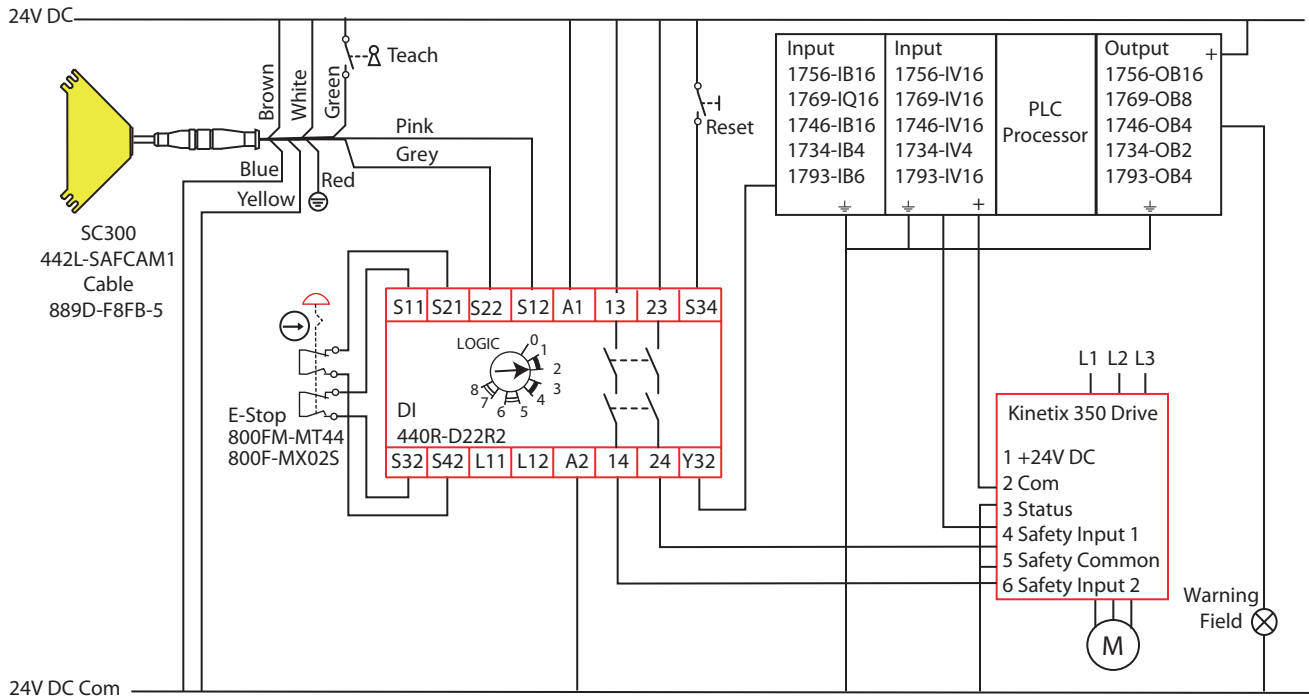 24V DC
Brown
White
Green
Teach
Pink
Grey
Blue
Yellow
Red
SC300
442L-SAFCAM1
Cable
889D-F8FB-5
Reset
Input
1756-IB16
1769-IQ16
1746-IB16
1734-IB4
1793-IB6
Input
1756-IV16
1769-IV16
1746-IV16
1734-IV4
1793-IV16
+
PLC
Processor
Output
+
1756-OB16
1769-OB8
1746-OB4
1734-OB2
1793-OB4
S11 S21 S22 S12 A1 13 23 S34
LOGIC
0
1
2
3
4
5
6
7
8
DI
440R-D22R2
S32 S42 L11 L12 A2 14 24 Y32
E-Stop
800FM-MT44
800F-MX02S
L1 L2 L3
Kinetix 350 Drive
1 +24V DC
2 Com
3 Status
4 Safety Input 1
5 Safety Common
6 Safety Input 2
M
Warning
Field
24V DC Com